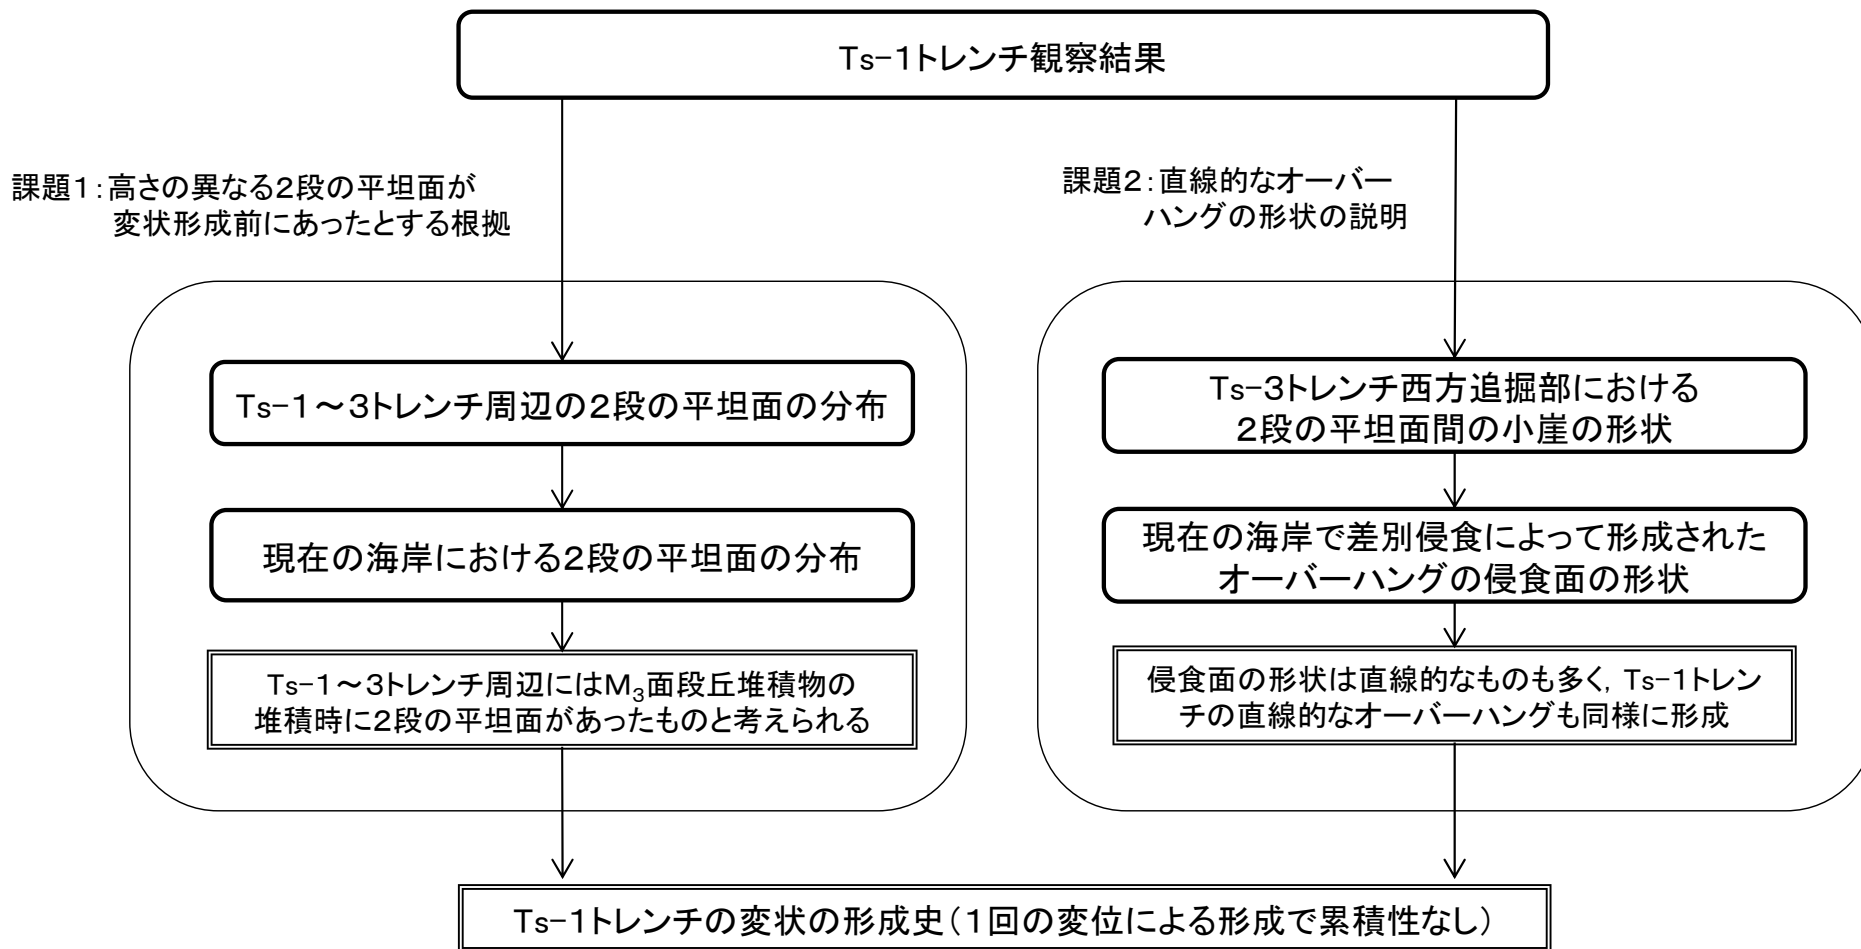 Ts-1トレンチ観察結果
課題1：高さの異なる2段の平坦面が
変状形成前にあったとする根拠
課題2：直線的なオーバー
ハングの形状の説明
Ts-1～3トレンチ周辺の2段の平坦面の分布
現在の海岸における2段の平坦面の分布
Ts-1～3トレンチ周辺にはM₃面段丘堆積物の
堆積時に2段の平坦面があったものと考えられる
Ts-3トレンチ西方追掘部における
2段の平坦面間の小崖の形状
現在の海岸で差別侵食によって形成された
オーバーハングの侵食面の形状
侵食面の形状は直線的なものも多く，Ts-1トレン
チの直線的なオーバーハングも同様に形成
Ts-1トレンチの変状の形成史（1回の変位による形成で累積性なし）